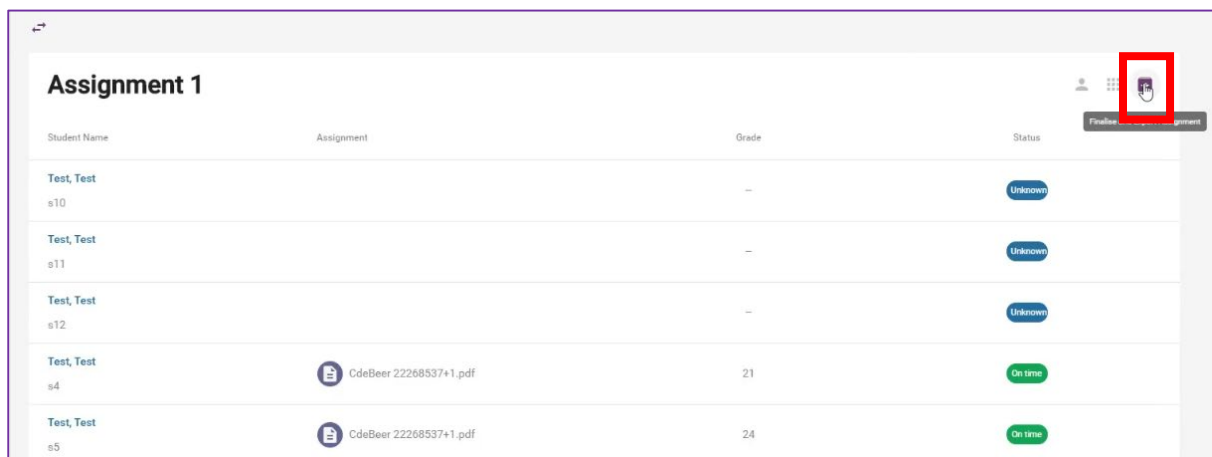 Assignment 1
Finalise gnment
Student Name Assignment Grade Status
Test, Test
s10 – Unknown
Test, Test
s11 – Unknown
Test, Test
s12 – Unknown
Test, Test
s4 CdeBeer 22268537+1.pdf 21 On time
Test, Test
s5 CdeBeer 22268537+1.pdf 24 On time